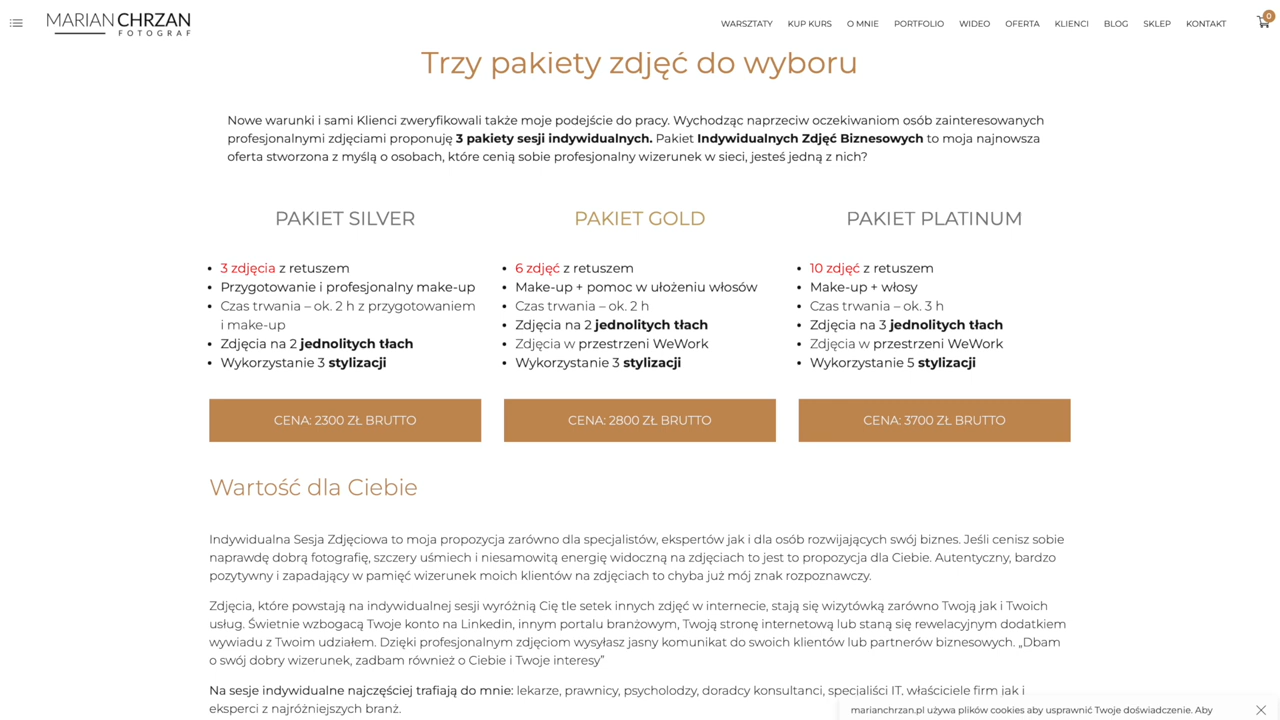 MARIAN CHRZAN
FOTOGRAF
WARSZTATY KUP KURS O MNIE PORTFOLIO WIDEO OFERTA KLIENCI BLOG SKLEP KONTAKT
0
Trzy pakiety zdjęć do wyboru
Nowe warunki i sami Klienci zweryfikowali także moje podejście do pracy. Wychodząc naprzeciw oczekiwaniom osób zainteresowanych
profesjonalnymi zdjęciami proponuję 3 pakiety sesji indywidualnych. Pakiet Indywidualnych Zdjęć Biznesowych to moja najnowsza
oferta stworzona z myślą o osobach, które cenią sobie profesjonalny wizerunek w sieci, jesteś jedną z nich?
PAKIET SILVER
3 zdjęcia z retuszem
Przygotowanie i profesjonalny make-up
Czas trwania – ok. 2 h z przygotowaniem
i make-up
Zdjęcia na 2 jednolitych tłach
Wykorzystanie 3 stylizacji
CENA: 2300 ZŁ BRUTTO
PAKIET GOLD
6 zdjęć z retuszem
Make-up + pomoc w ułożeniu włosów
Czas trwania – ok. 2 h
Zdjęcia na 2 jednolitych tłach
Zdjęcia w przestrzeni WeWork
Wykorzystanie 3 stylizacji
CENA: 2800 ZŁ BRUTTO
PAKIET PLATINUM
10 zdjęć z retuszem
Make-up + włosy
Czas trwania – ok. 3 h
Zdjęcia na 3 jednolitych tłach
Zdjęcia w przestrzeni WeWork
Wykorzystanie 5 stylizacji
CENA: 3700 ZŁ BRUTTO
Wartość dla Ciebie
Indywidualna Sesja Zdjęciowa to moja propozycja zarówno dla specjalistów, ekspertów jak i dla osób rozwijających swój biznes. Jeśli cenisz sobie
naprawdę dobrą fotografię, szczery uśmiech i niesamowitą energię widoczną na zdjęciach to jest to propozycja dla Ciebie. Autentyczny, bardzo
pozytywny i zapadający w pamięć wizerunek moich klientów na zdjęciach to chyba już mój znak rozpoznawczy.
Zdjęcia, które powstają na indywidualnej sesji wyróżnią Cię tle setek innych zdjęć w internecie, stają się wizytówką zarówno Twoją jak i Twoich
usług. Świetnie wzbogacą Twoje konto na Linkedin, innym portalu branżowym, Twoją stronę internetową lub staną się rewelacyjnym dodatkiem
wywiadu z Twoim udziałem. Dzięki profesjonalnym zdjęciom wysyłasz jasny komunikat do swoich klientów lub partnerów biznesowych. „Dbam
o swój dobry wizerunek, zadbam również o Ciebie i Twoje interesy”
Na sesje indywidualne najczęściej trafiają do mnie: lekarze, prawnicy, psycholodzy, doradcy konsultanci, specjaliści IT, właściciele firm jak i
eksperci z najróżniejszych branż.
marianchrzan.pl używa plików cookies aby usprawnić Twoje doświadczenie. Aby